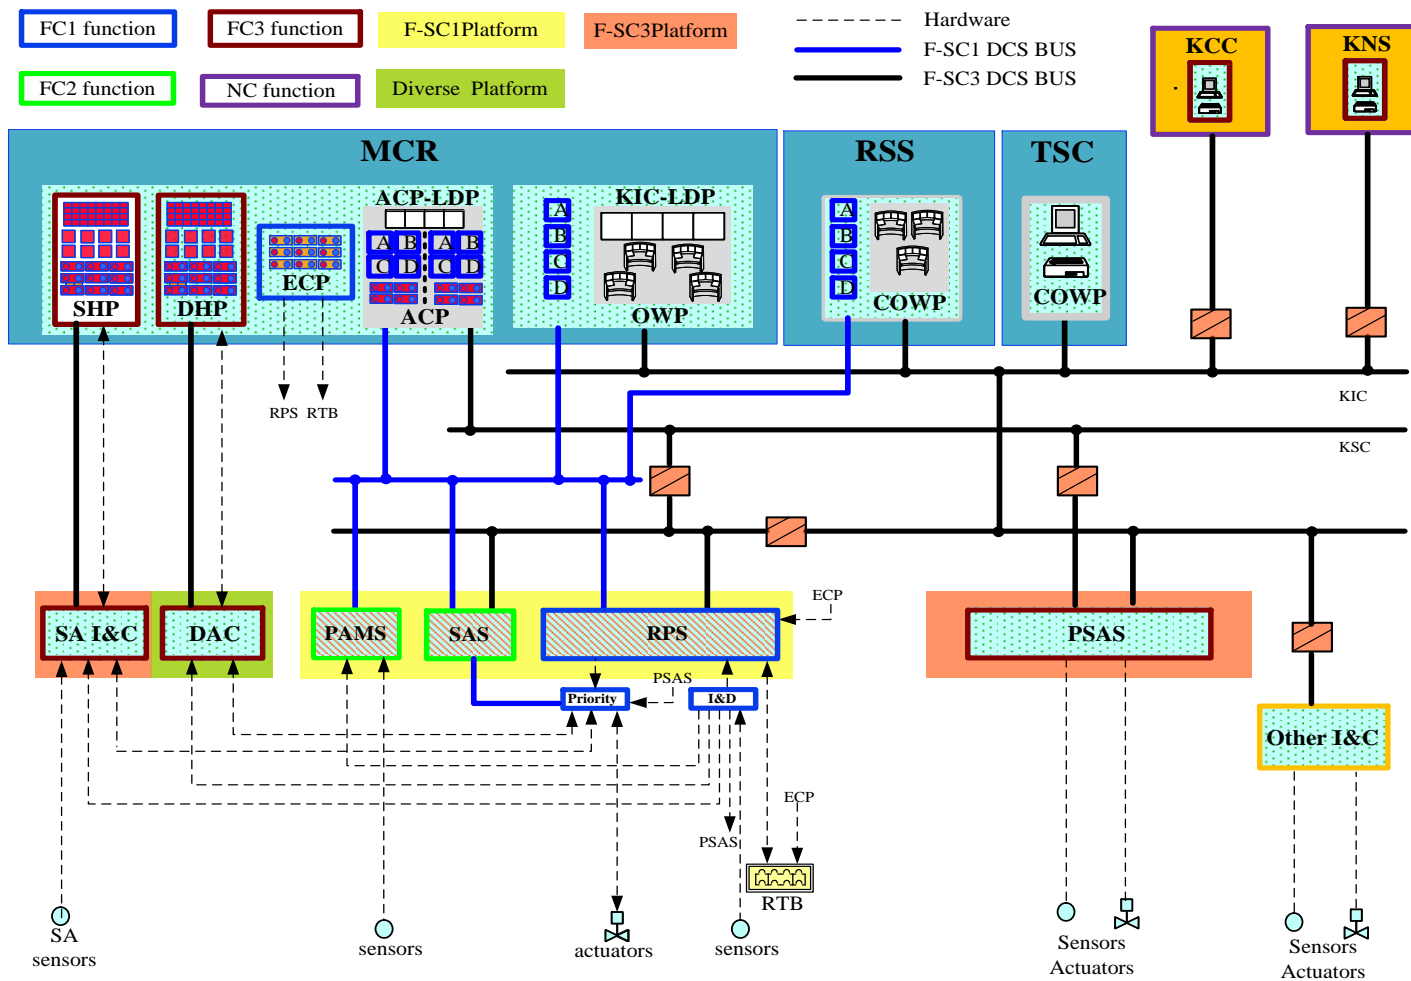 FC1 function
FC3 function
F-SC1Platform
F-SC3Platform
Hardware
F-SC1 DCS BUS
F-SC3 DCS BUS
FC2 function
NC function
Diverse Platform
KCC
KNS
MCR
RSS
TSC
ACP-LDP
KIC-LDP
A
B
A
B
C
D
C
D
A
B
C
D
A
B
C
D
ECP
SHP
DHP
ACP
OWP
COWP
COWP
RPS
RTB
KIC
KSC
ECP
SA I&C
DAC
PAMS
SAS
RPS
PSAS
PSAS
Priority
I&D
Other I&C
ECP
PSAS
RTB
SA
sensors
sensors
actuators
sensors
Sensors
Actuators
Sensors
Actuators